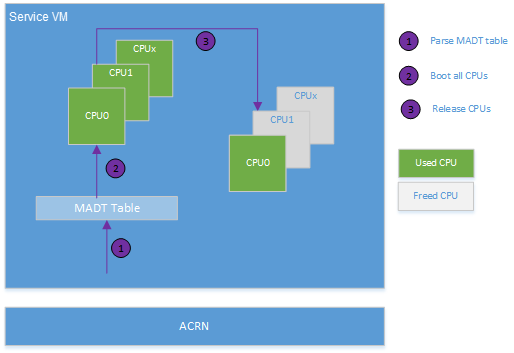 Service VM
CPUx
CPU1
CPU0
3
2
MADT Table
1
CPUx
CPU1
CPU0
ACRN
1 Parse MADT table
2 Boot all CPUs
3 Release CPUs
Used CPU
Freed CPU